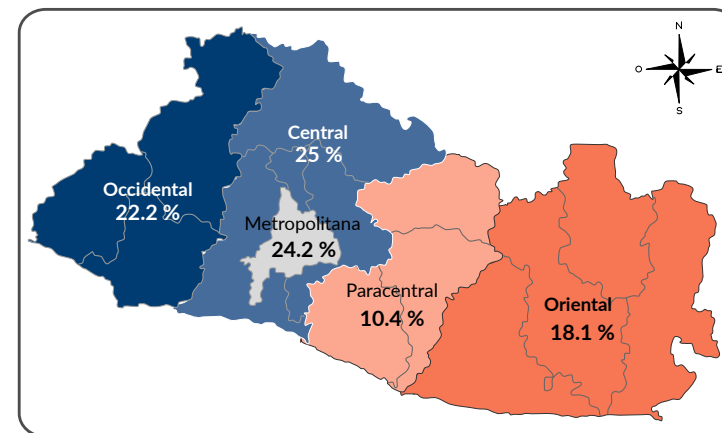 N
O
E
S
Central
25 %
Occidental
22.2 %
Metropolitana
24.2 %
Paracentral
10.4 %
Oriental
18.1 %